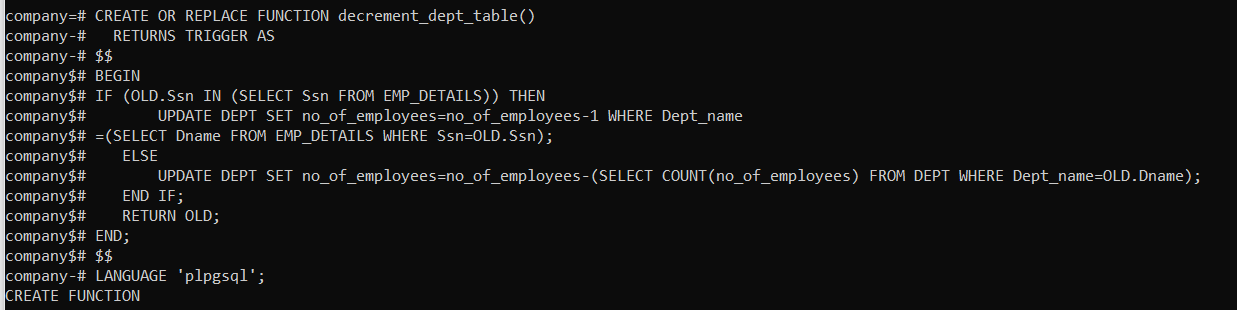 company=# CREATE OR REPLACE FUNCTION decrement_dept_table()
company-#   RETURNS TRIGGER AS
company-# $$
company$# BEGIN
company$# IF (OLD.Ssn IN (SELECT Ssn FROM EMP_DETAILS)) THEN
company$#        UPDATE DEPT SET no_of_employees=no_of_employees-1 WHERE Dept_name
company$# =(SELECT Dname FROM EMP_DETAILS WHERE Ssn=OLD.Ssn);
company$#    ELSE
company$#        UPDATE DEPT SET no_of_employees=no_of_employees-(SELECT COUNT(no_of_employees) FROM DEPT WHERE Dept_name=OLD.Dname);
company$#    END IF;
company$#    RETURN OLD;
company$# END;
company$# $$
company-# LANGUAGE 'plpgsql';
CREATE FUNCTION